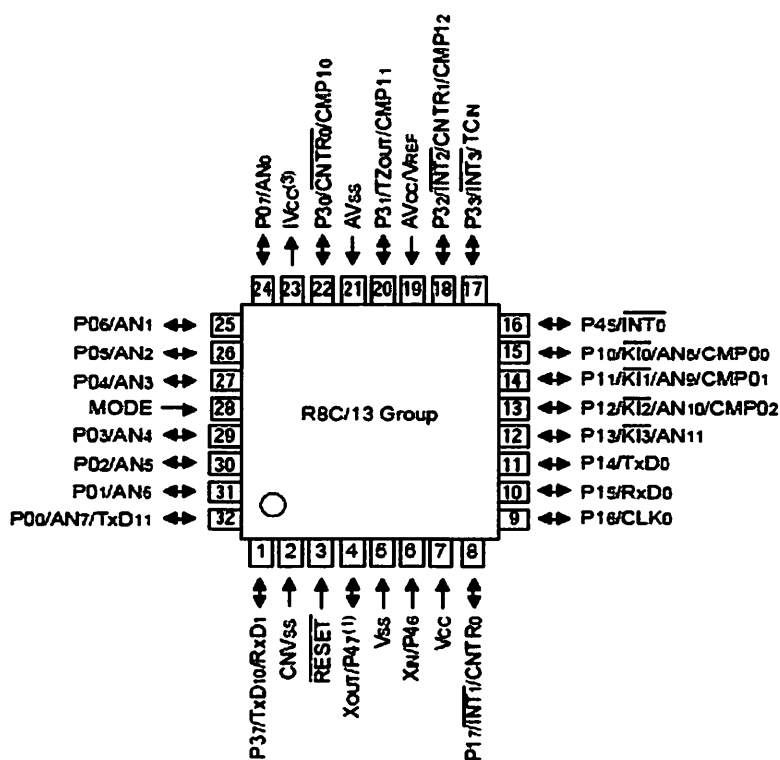 P07/AN0
IVCC(3)
P30/CNTR0/CMP10
AVSS
P31/TZOUT/CMP11
AVCC/VREF
P32/INT2/CNTR1/CMP12
P33/INT3/TCIN
24 23 22 21 20 19 18 17
P06/AN1 25
P05/AN2 26
P04/AN3 27
MODE 28
P03/AN4 29
P02/AN5 30
P01/AN6 31
P00/AN7/TxD11 32
R8C/13 Group
16 P45/INT0
15 P10/KI0/AN8/CMP00
14 P11/KI1/AN9/CMP01
13 P12/KI2/AN10/CMP02
12 P13/KI3/AN11
11 P14/TxD0
10 P15/RxD0
9 P16/CLK0
1 2 3 4 5 6 7 8
P37/TxD10/RxD1
CNVSS
RESET
XOUT/P47(1)
VSS
XIN/P46
VCC
P17/INT1/CNTR0